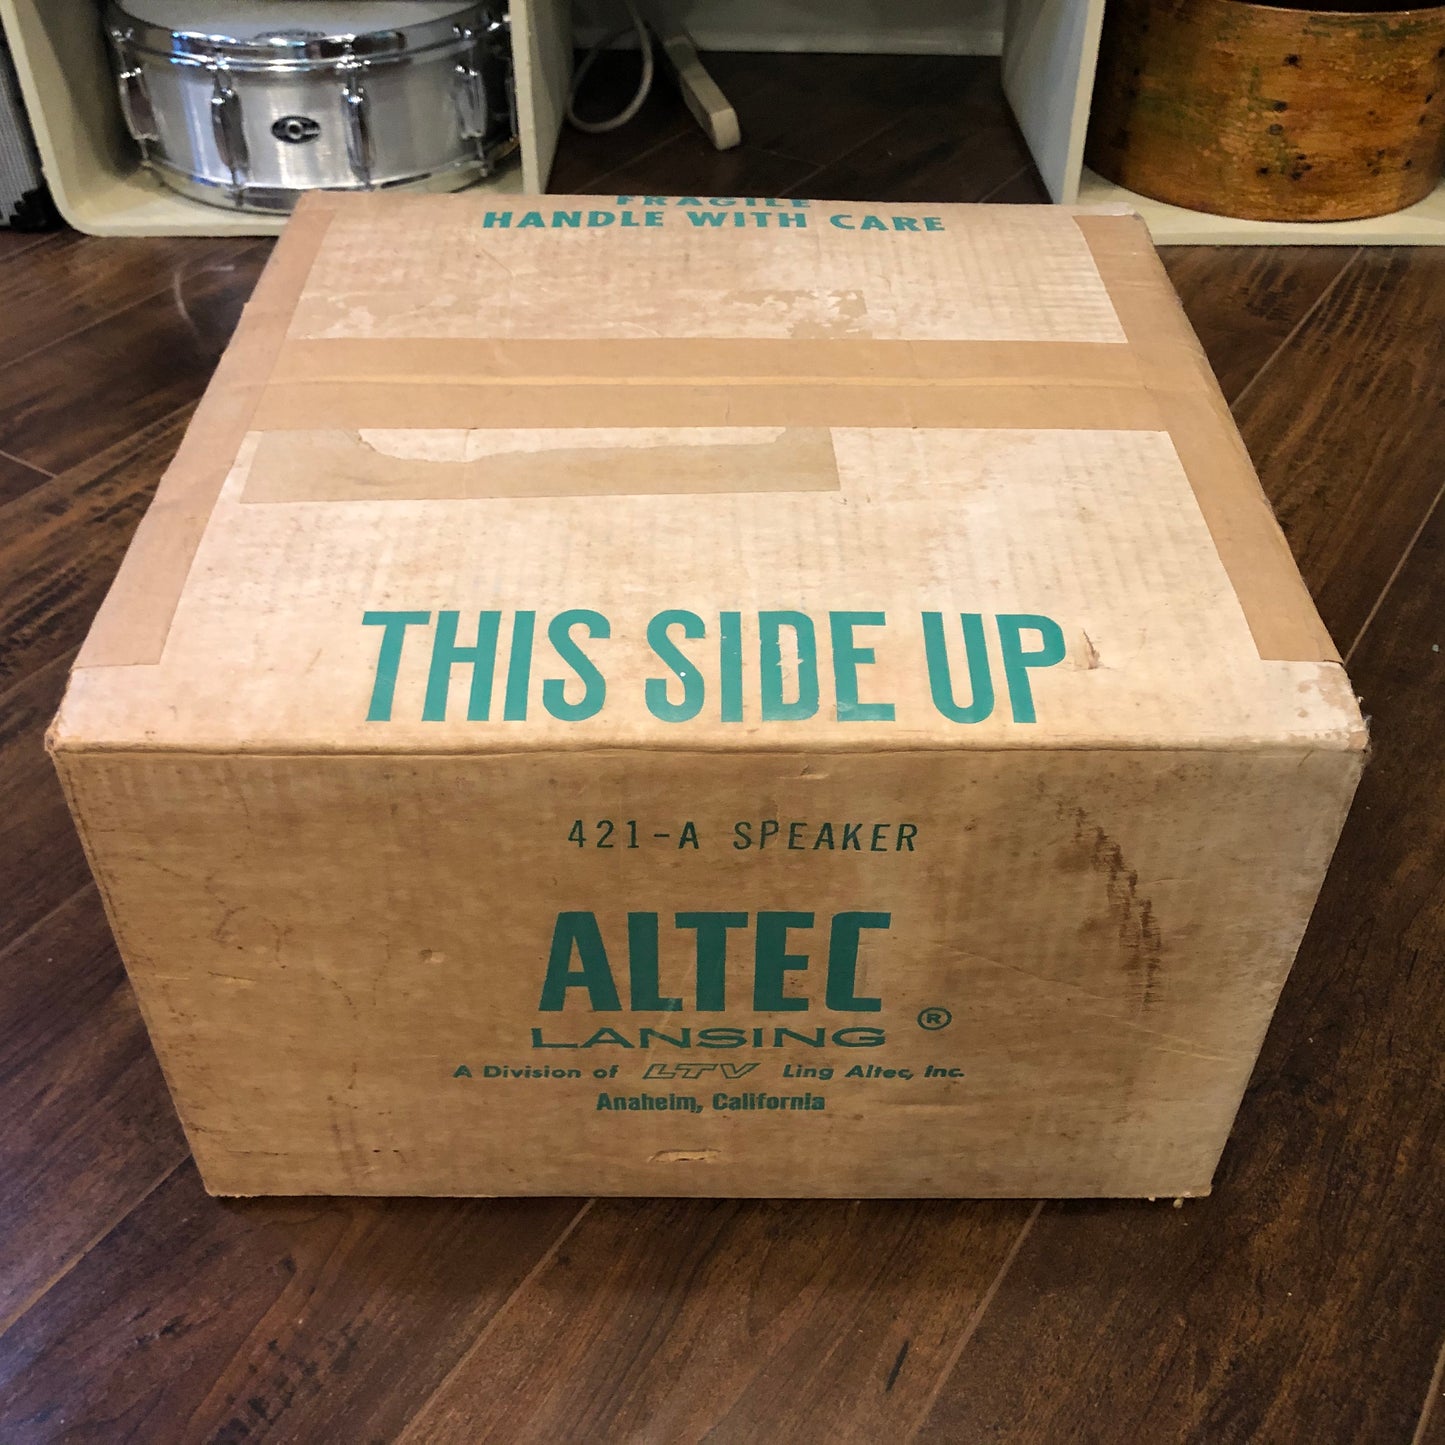 FRAGILE
HANDLE WITH CARE
THIS SIDE UP
421-A SPEAKER
ALTEC
LANSING ®
A Division of LTV Ling Altec, Inc.
Anaheim, California